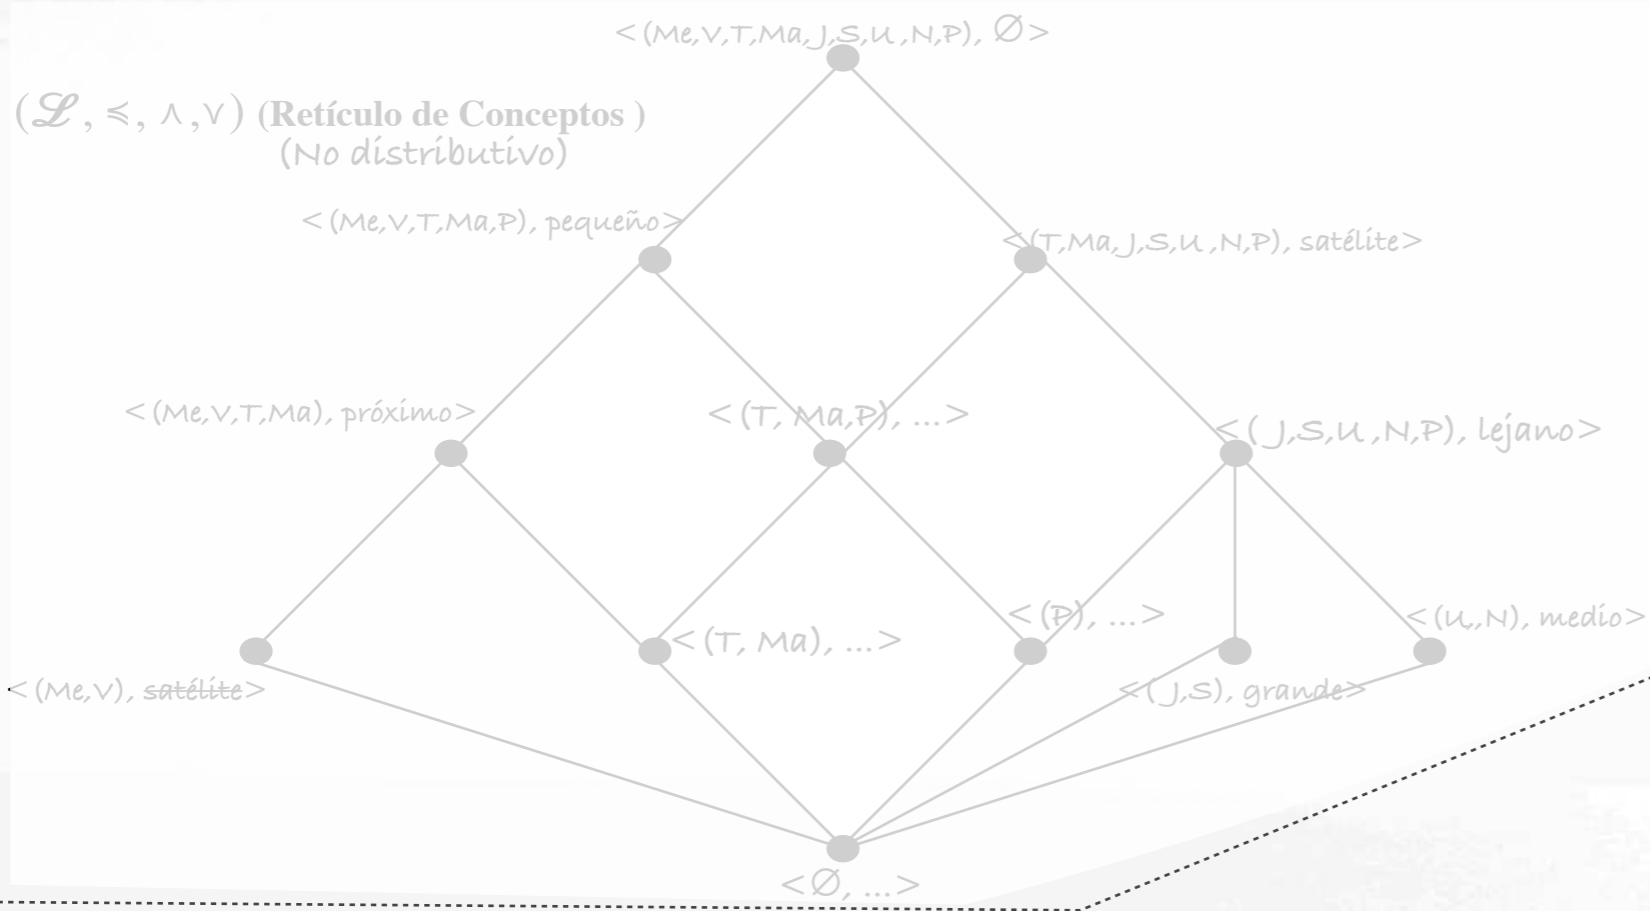 <(Me,V,T,Ma,J,S,U,N,P), ∅>
(ℒ, ≼, ∧,∨) (Retículo de Conceptos )
(No distributivo)
<(Me,V,T,Ma,P), pequeño>
<(T,Ma,J,S,U,N,P), satélite>
<(Me,V,T,Ma), próximo>
<(T, Ma,P), ...>
<( J,S,U,N,P), lejano>
<(T, Ma), ...>
<(P), ...>
<(U,,N), medio>
<(Me,V), satélite>
<( J,S), grande>
<∅, ...>